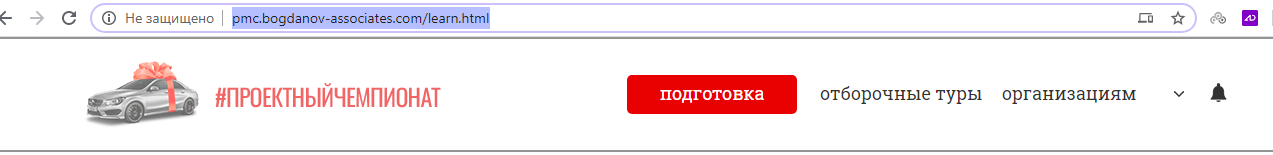 Не защищено | pmc.bogdanov-associates.com/learn.html
#ПРОЕКТНЫЙЧЕМПИОНАТ подготовка отборочные туры организациям